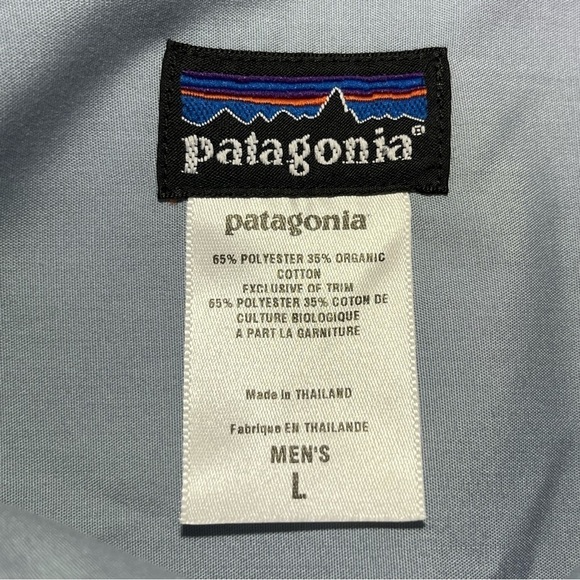 patagonia®
patagonia
65% POLYESTER 35% ORGANIC
COTTON
EXCLUSIVE OF TRIM
65% POLYESTER 35% COTON DE
CULTURE BIOLOGIQUE
A PART LA GARNITURE
Made in THAILAND
Fabrique EN THAILANDE
MEN'S
L